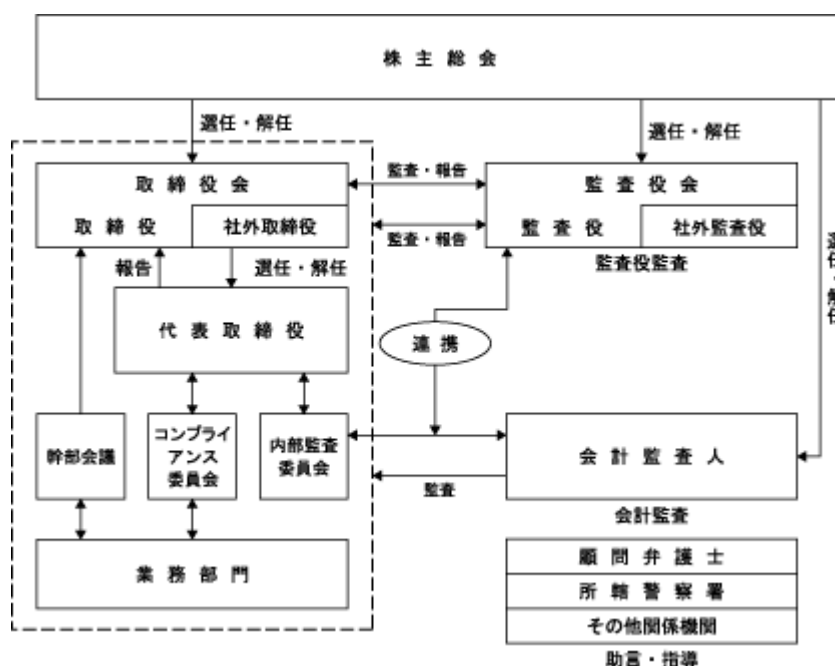 株主総会
選任・解任
選任・解任
選任・解任
取締役会
取締役
社外取締役
監査・報告
監査・報告
監査役会
監査役
社外監査役
監査役監査
報告
選任・解任
代表取締役
連携
幹部会議
コンプライ
アンス
委員会
内部監査
委員会
会計監査人
監査
会計監査
業務部門
顧問弁護士
所轄警察署
その他関係機関
助言・指導